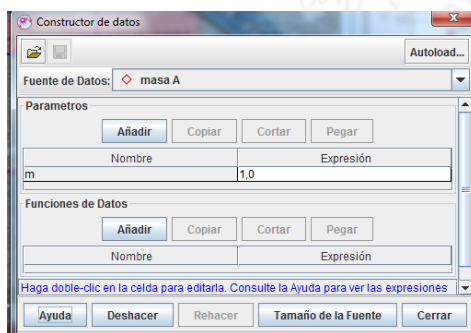 Constructor de datos
Autoload...
Fuente de Datos: masa A
Parametros
Añadir Copiar Cortar Pegar
Nombre Expresión
m 1,0
Funciones de Datos
Añadir Copiar Cortar Pegar
Nombre Expresión
Haga doble-clic en la celda para editarla. Consulte la Ayuda para ver las expresiones
Ayuda Deshacer Rehacer Tamaño de la Fuente Cerrar